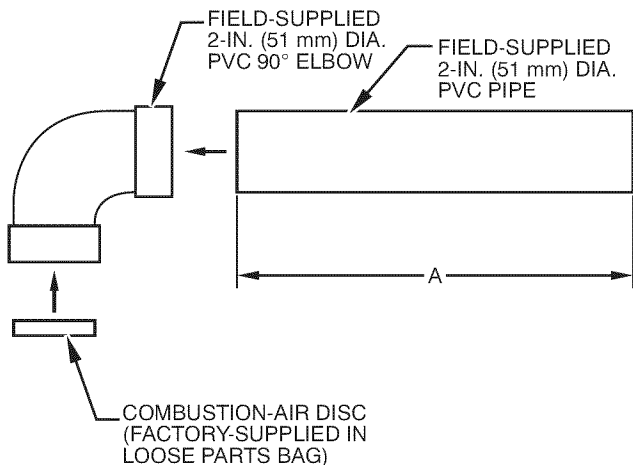 FIELD-SUPPLIED
2-IN. (51 mm) DIA.
PVC 90° ELBOW
FIELD-SUPPLIED
2-IN. (51 mm) DIA.
PVC PIPE
A
COMBUSTION-AIR DISC
(FACTORY-SUPPLIED IN
LOOSE PARTS BAG)